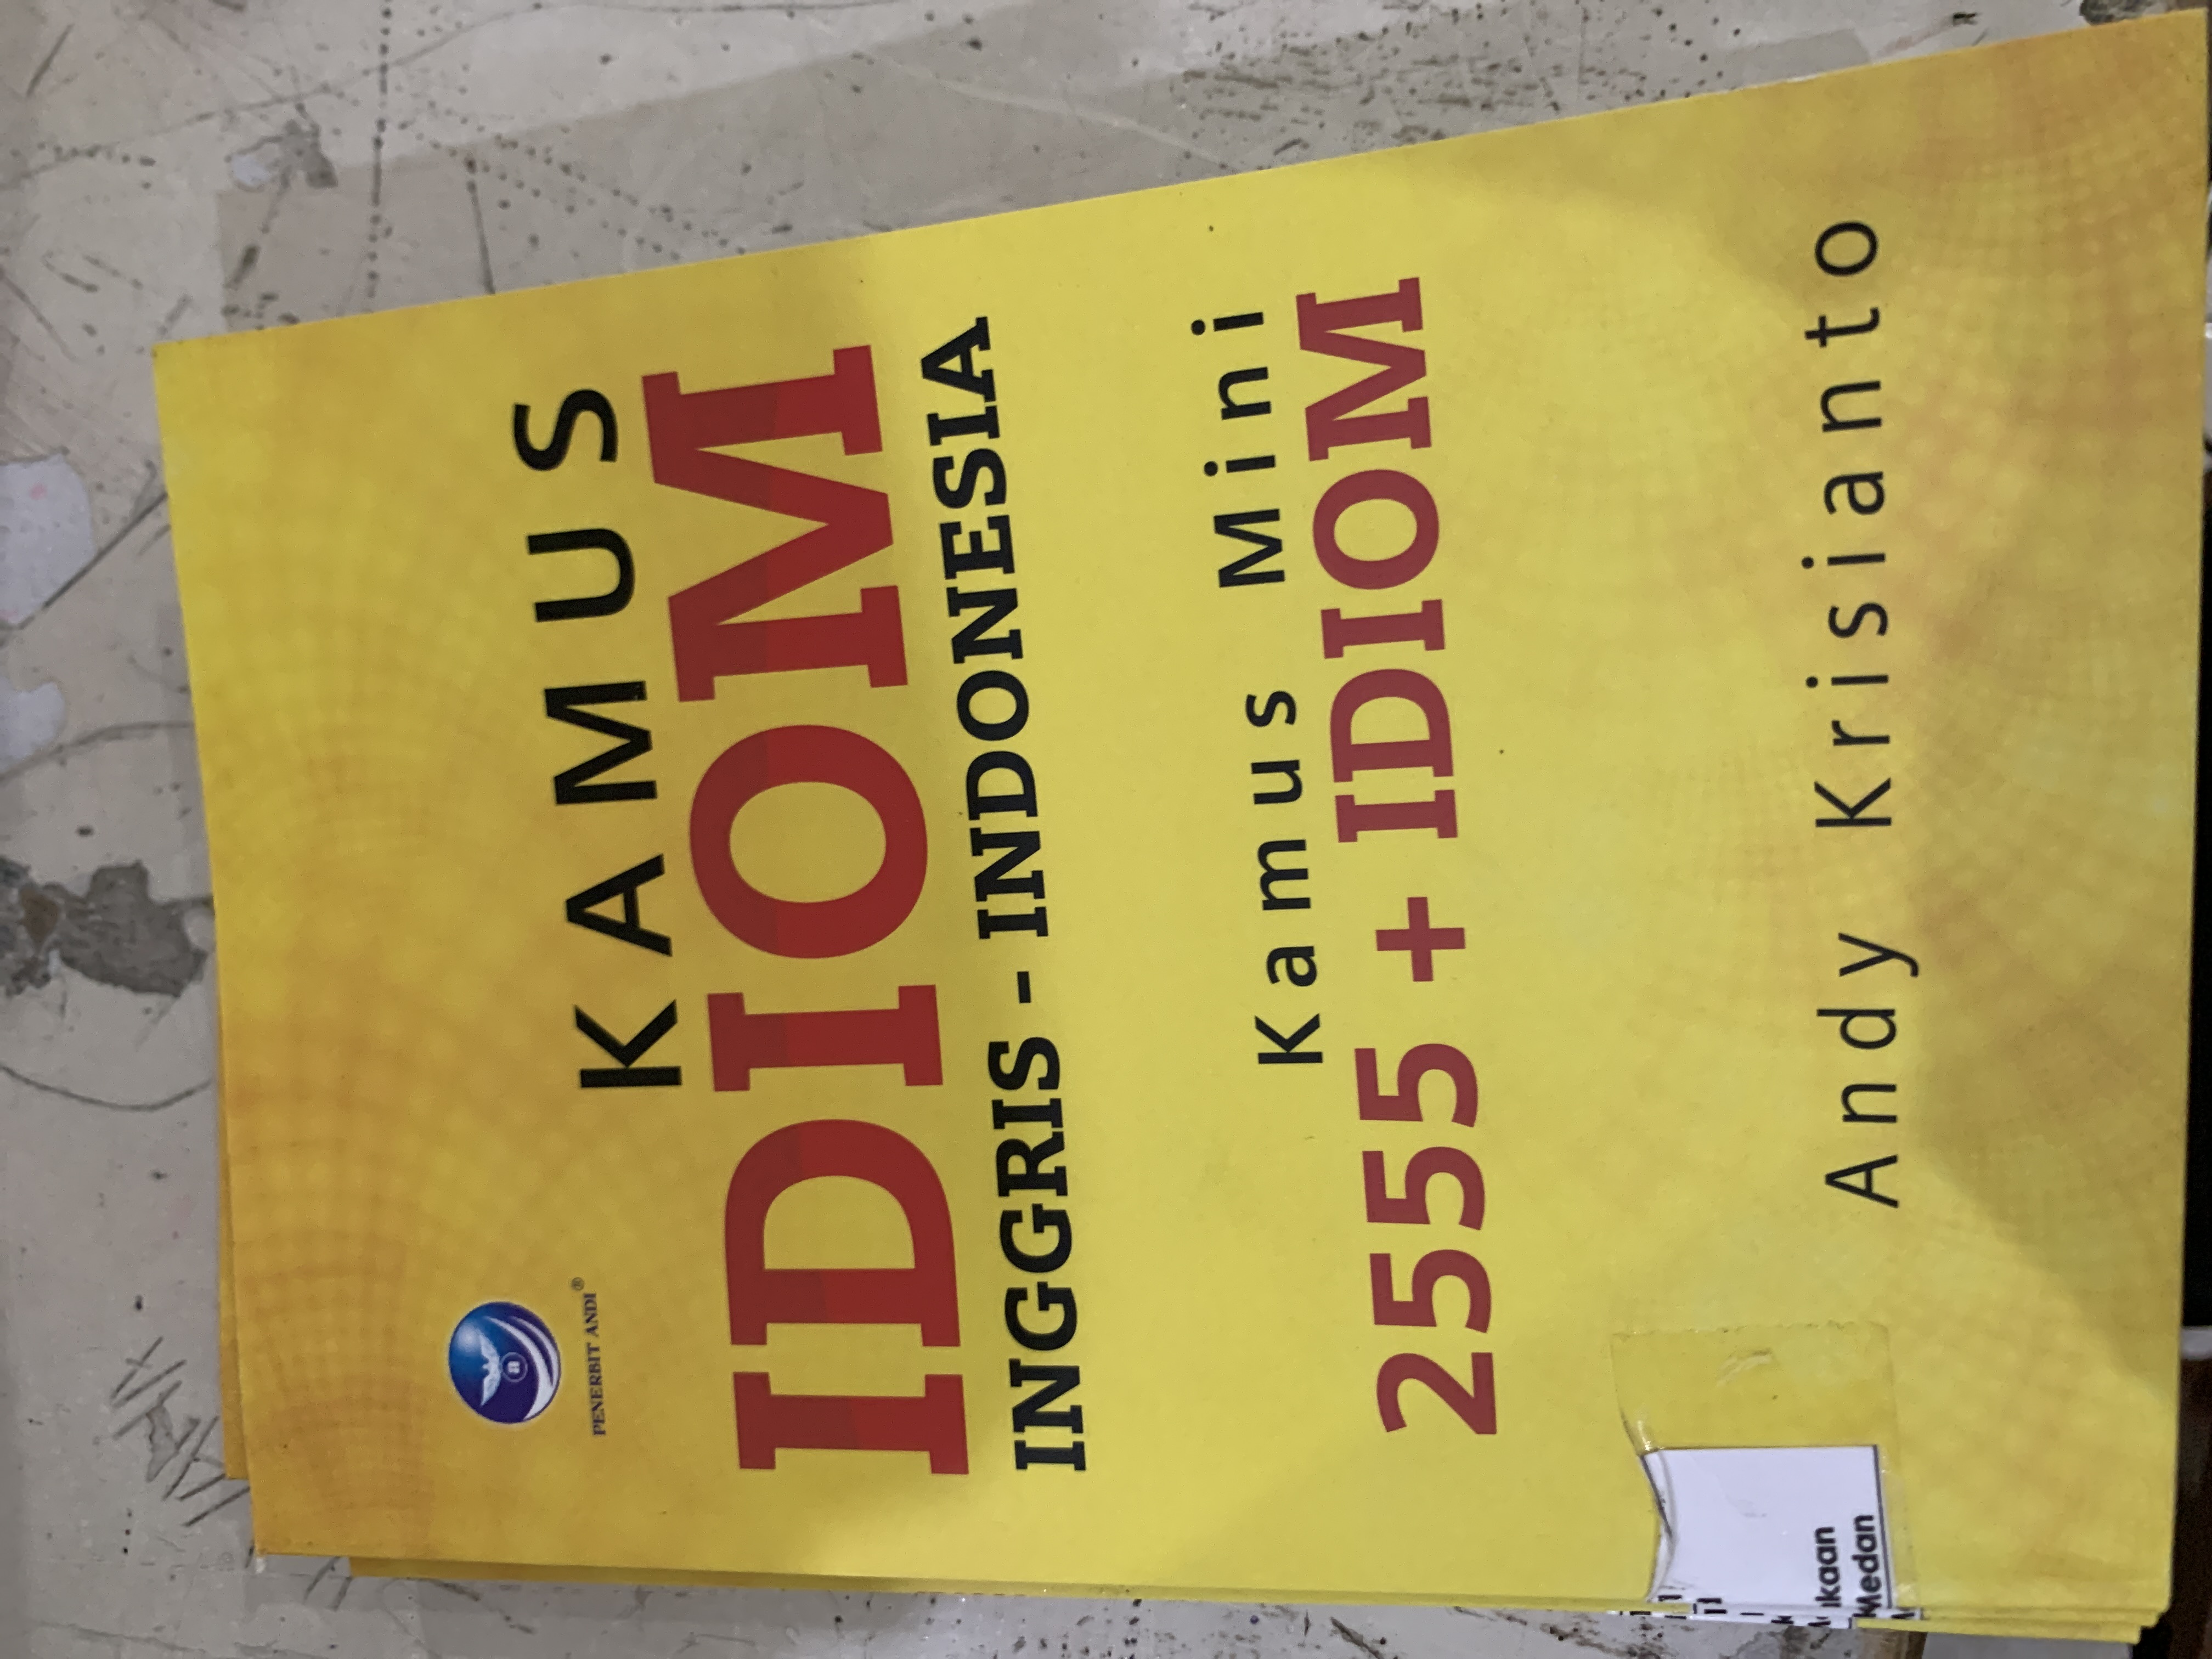 PENERBIT ANDI®
KAMUS
IDIOM
INGGRIS - INDONESIA
Kamus Mini
2555 + IDIOM
Andy Krisianto
Medan